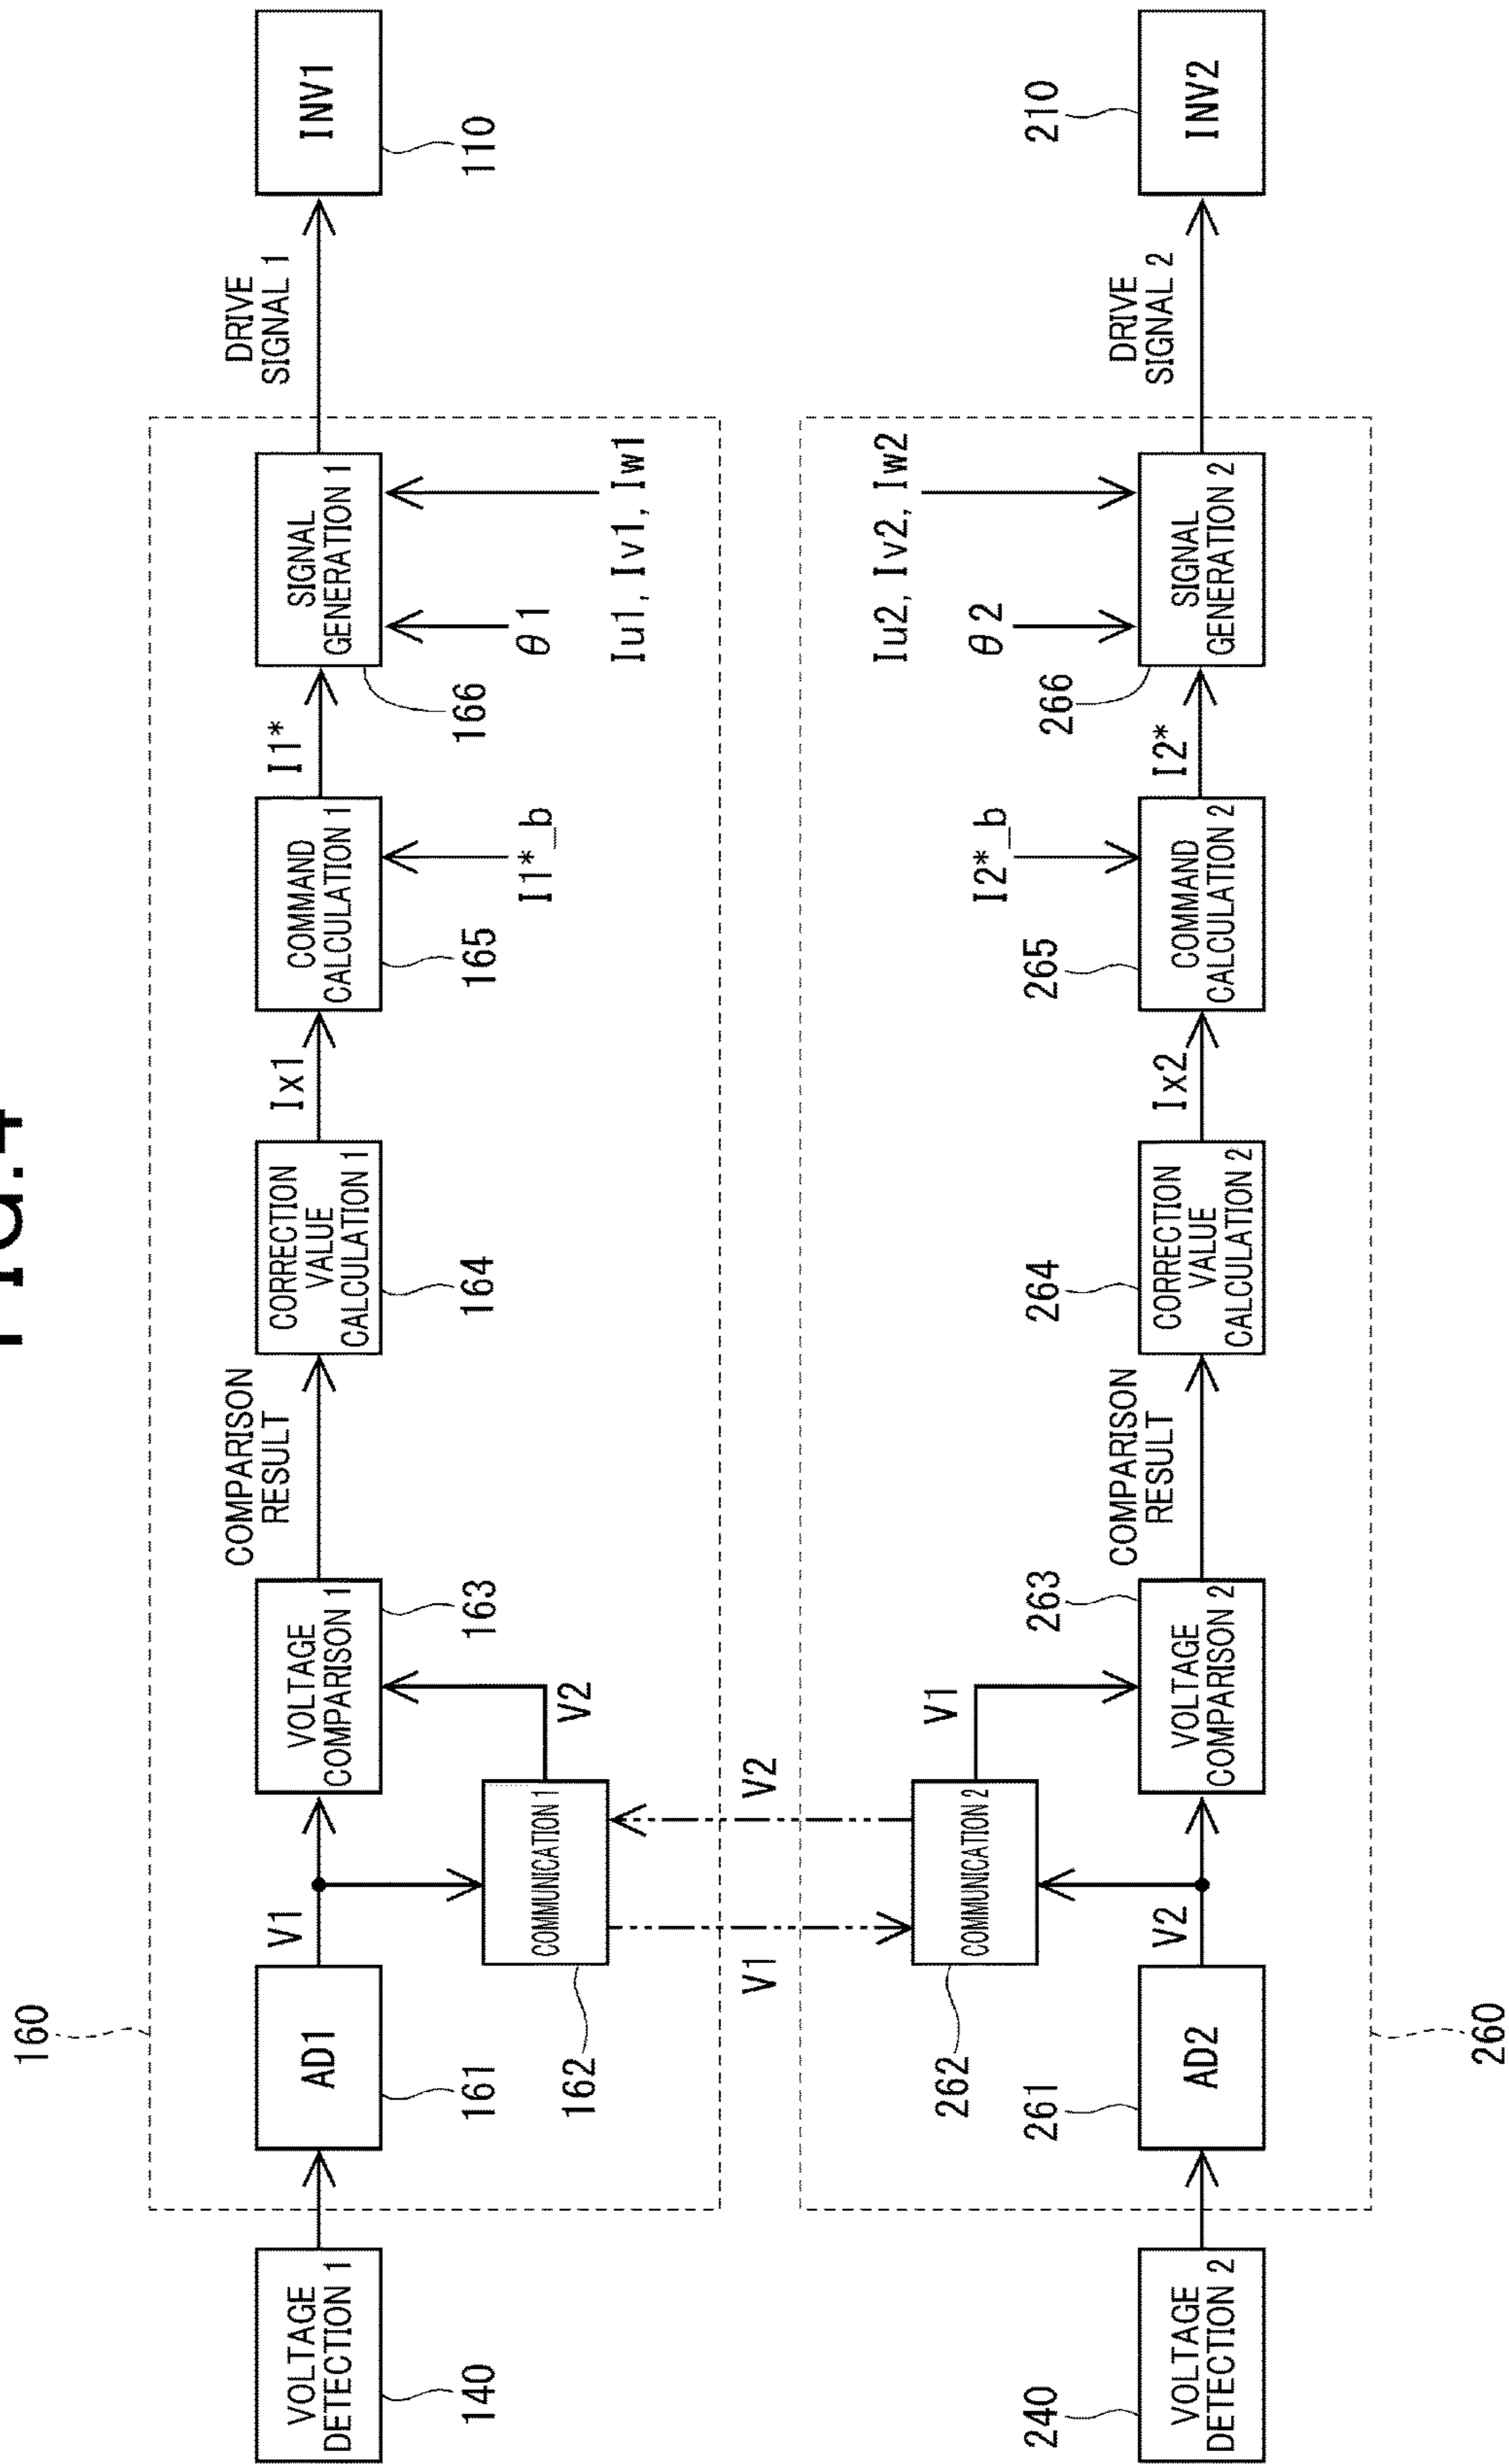 FIG.4
160
VOLTAGE
DETECTION 1
140
AD1
161
V1
COMMUNICATION 1
162
V2
VOLTAGE
COMPARISON 1
163
COMPARISON
RESULT
CORRECTION
VALUE
CALCULATION 1
164
Ix1
COMMAND
CALCULATION 1
165
I1*_b
I1*
SIGNAL
GENERATION 1
166
θ1
Iu1, Iv1, Iw1
DRIVE
SIGNAL 1
INV1
110
V1
V2
VOLTAGE
DETECTION 2
240
AD2
261
V2
COMMUNICATION 2
262
V1
VOLTAGE
COMPARISON 2
263
COMPARISON
RESULT
CORRECTION
VALUE
CALCULATION 2
264
Ix2
COMMAND
CALCULATION 2
265
I2*_b
I2*
SIGNAL
GENERATION 2
266
θ2
Iu2, Iv2, Iw2
DRIVE
SIGNAL 2
INV2
210
260